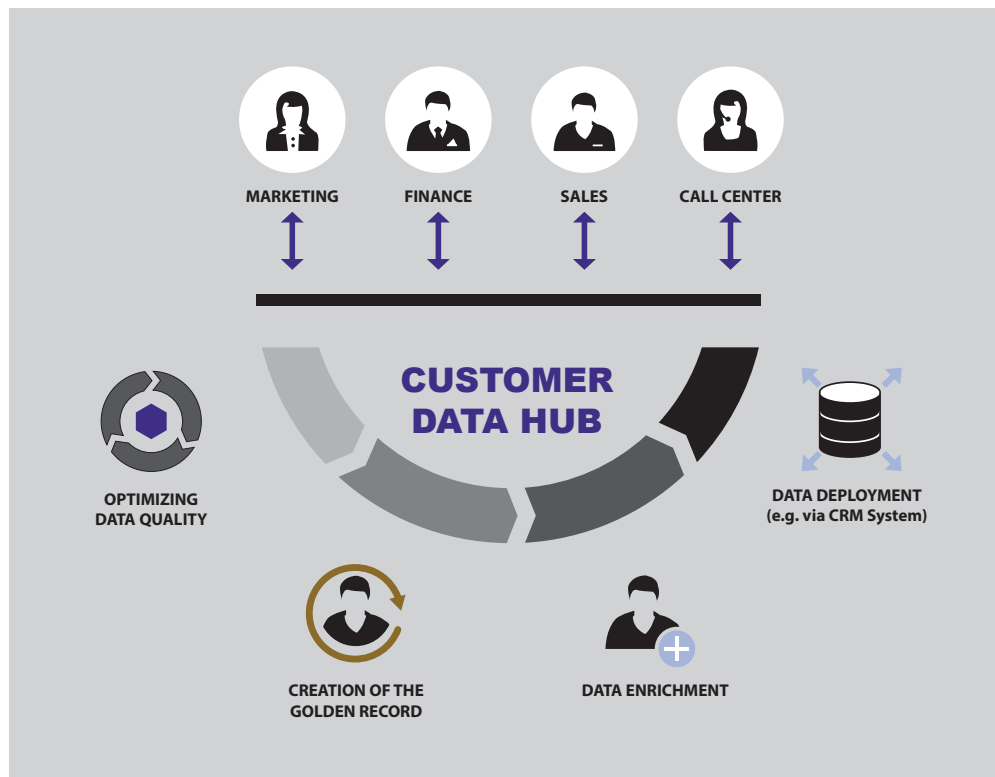 MARKETING
FINANCE
SALES
CALL CENTER
CUSTOMER
DATA HUB
OPTIMIZING
DATA QUALITY
DATA DEPLOYMENT
(e.g. via CRM System)
CREATION OF THE
GOLDEN RECORD
DATA ENRICHMENT